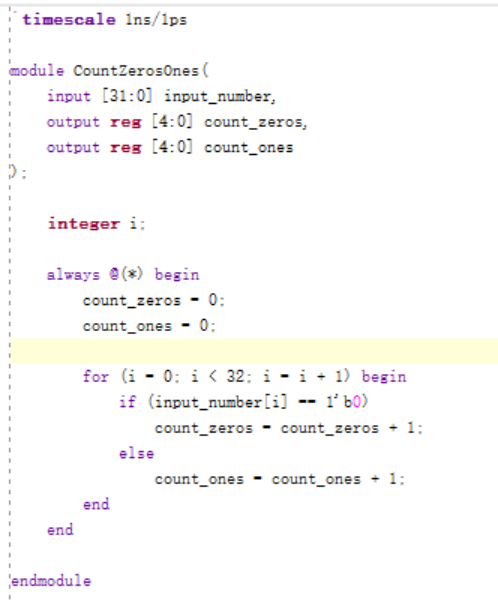 `timescale 1ns/1ps
module CountZerosOnes(
    input [31:0] input_number,
    output reg [4:0] count_zeros,
    output reg [4:0] count_ones
);
    integer i;
    always @(*) begin
        count_zeros = 0;
        count_ones = 0;
        for (i = 0; i < 32; i = i + 1) begin
            if (input_number[i] == 1'b0)
                count_zeros = count_zeros + 1;
            else
                count_ones = count_ones + 1;
        end
    end
endmodule